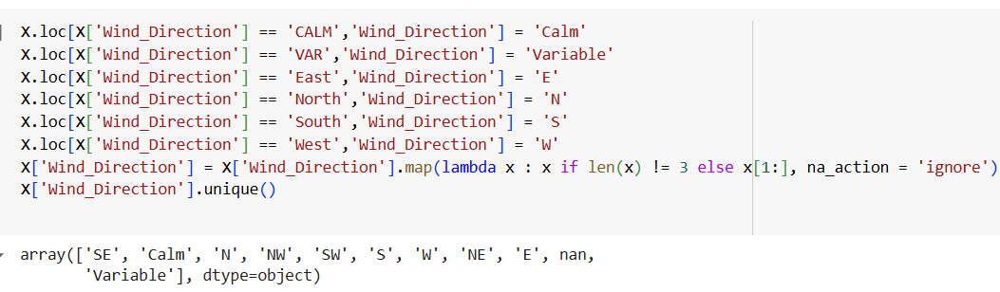 X.loc[X['Wind_Direction'] == 'CALM','Wind_Direction'] = 'Calm'
X.loc[X['Wind_Direction'] == 'VAR','Wind_Direction'] = 'Variable'
X.loc[X['Wind_Direction'] == 'East','Wind_Direction'] = 'E'
X.loc[X['Wind_Direction'] == 'North','Wind_Direction'] = 'N'
X.loc[X['Wind_Direction'] == 'South','Wind_Direction'] = 'S'
X.loc[X['Wind_Direction'] == 'West','Wind_Direction'] = 'W'
X['Wind_Direction'] = X['Wind_Direction'].map(lambda x : x if len(x) != 3 else x[1:], na_action = 'ignore')
X['Wind_Direction'].unique()
array(['SE', 'Calm', 'N', 'NW', 'SW', 'S', 'W', 'NE', 'E', nan,
'Variable'], dtype=object)